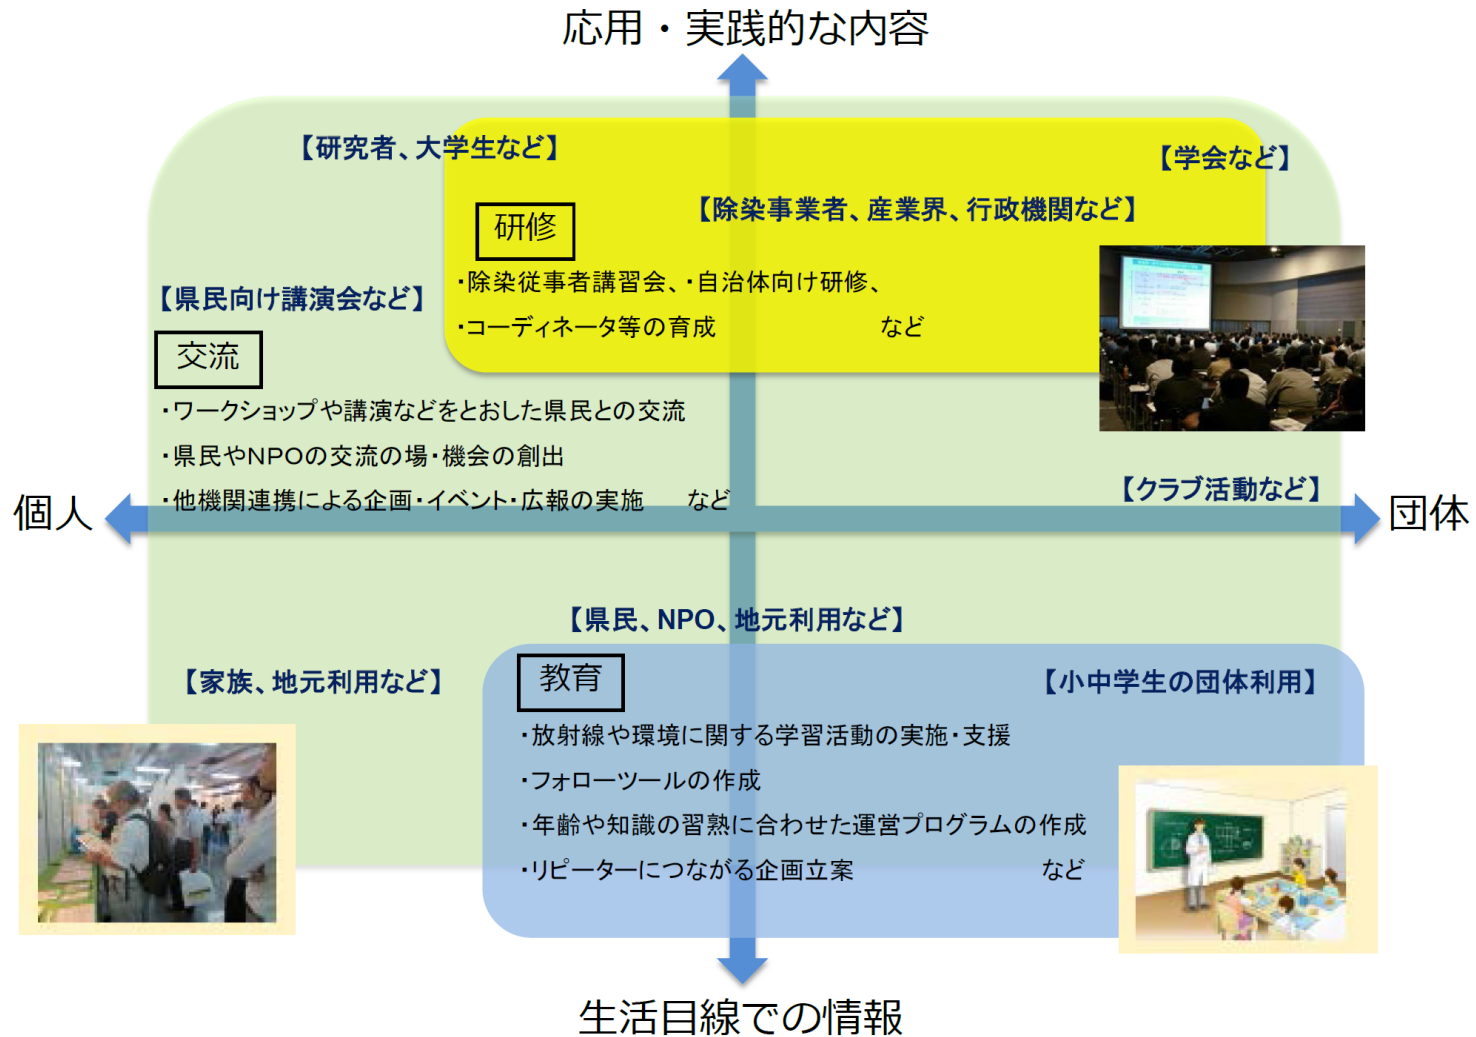 応用・実践的な内容
【研究者、大学生など】
【学会など】
【除染事業者、産業界、行政機関など】
研修
・除染従事者講習会、・自治体向け研修、
・コーディネータ等の育成　　　　　　など
【県民向け講演会など】
交流
・ワークショップや講演などをとおした県民との交流
・県民やNPOの交流の場・機会の創出
・他機関連携による企画・イベント・広報の実施　　など
【クラブ活動など】
個人
団体
【県民、NPO、地元利用など】
【家族、地元利用など】
教育
【小中学生の団体利用】
・放射線や環境に関する学習活動の実施・支援
・フォローツールの作成
・年齢や知識の習熟に合わせた運営プログラムの作成
・リピーターにつながる企画立案　　　　　　　など
生活目線での情報